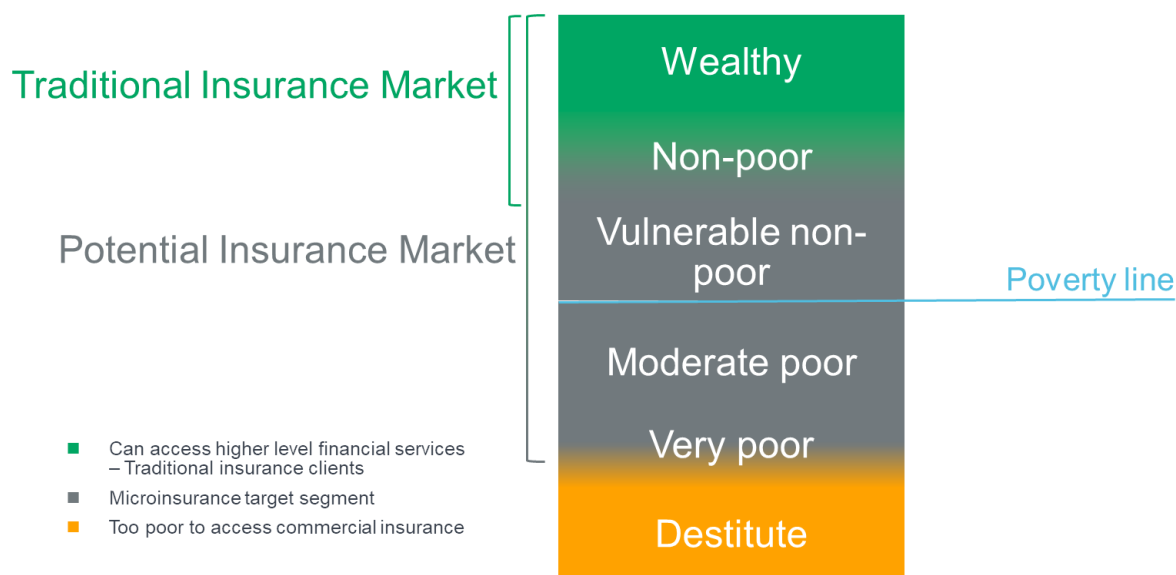 Traditional Insurance Market
Potential Insurance Market
Wealthy
Non-poor
Vulnerable non-
poor
Poverty line
Moderate poor
Very poor
Destitute
Can access higher level financial services
– Traditional insurance clients
Microinsurance target segment
Too poor to access commercial insurance